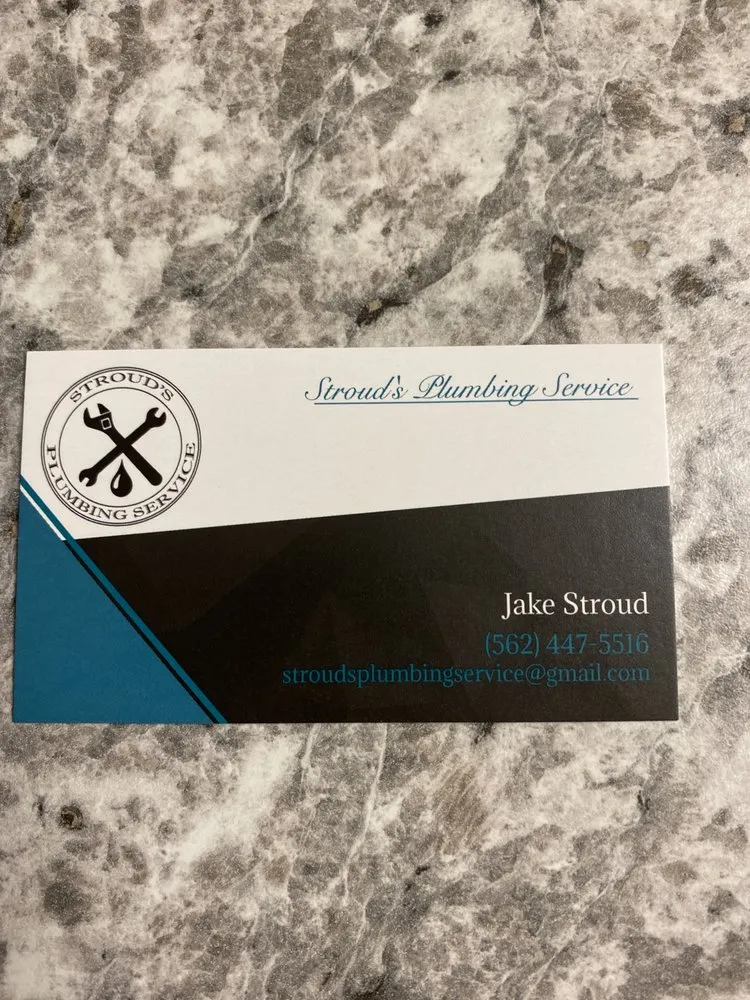 STROUD'S
PLUMBING SERVICE
Stroud's Plumbing Service
Jake Stroud
(562) 447-5516
stroudsplumbingservice@gmail.com